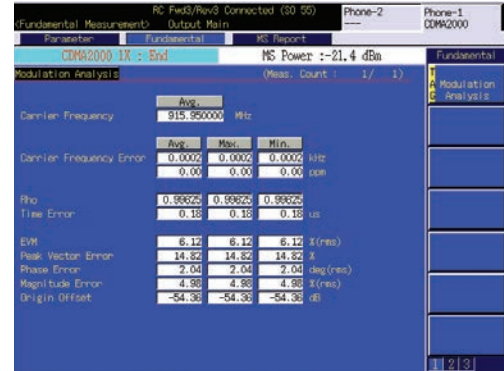 RC Fwd3/Rev3 Connected (SO 55) Phone-2 Phone-1
<Fundamental Measurement> Output Main --- CDMA2000
Parameter Fundamental MS Report
CDMA2000 1X : End MS Power :-21.4 dBm Fundamental
Modulation Analysis (Meas. Count : 1/ 1)
TAG Modulation Analysis
Avg.
Carrier Frequency 915.950000 MHz
Avg. Max. Min.
Carrier Frequency Error 0.0002 0.0002 0.0002 kHz
0.00 0.00 0.00 ppm
Rho 0.99625 0.99625 0.99625
Time Error 0.18 0.18 0.18 us
EVM 6.12 6.12 6.12 %(rms)
Peak Vector Error 14.82 14.82 14.82 %
Phase Error 2.04 2.04 2.04 deg(rms)
Magnitude Error 4.98 4.98 4.98 %(rms)
Origin Offset -54.36 -54.36 -54.36 dB
1 2 3